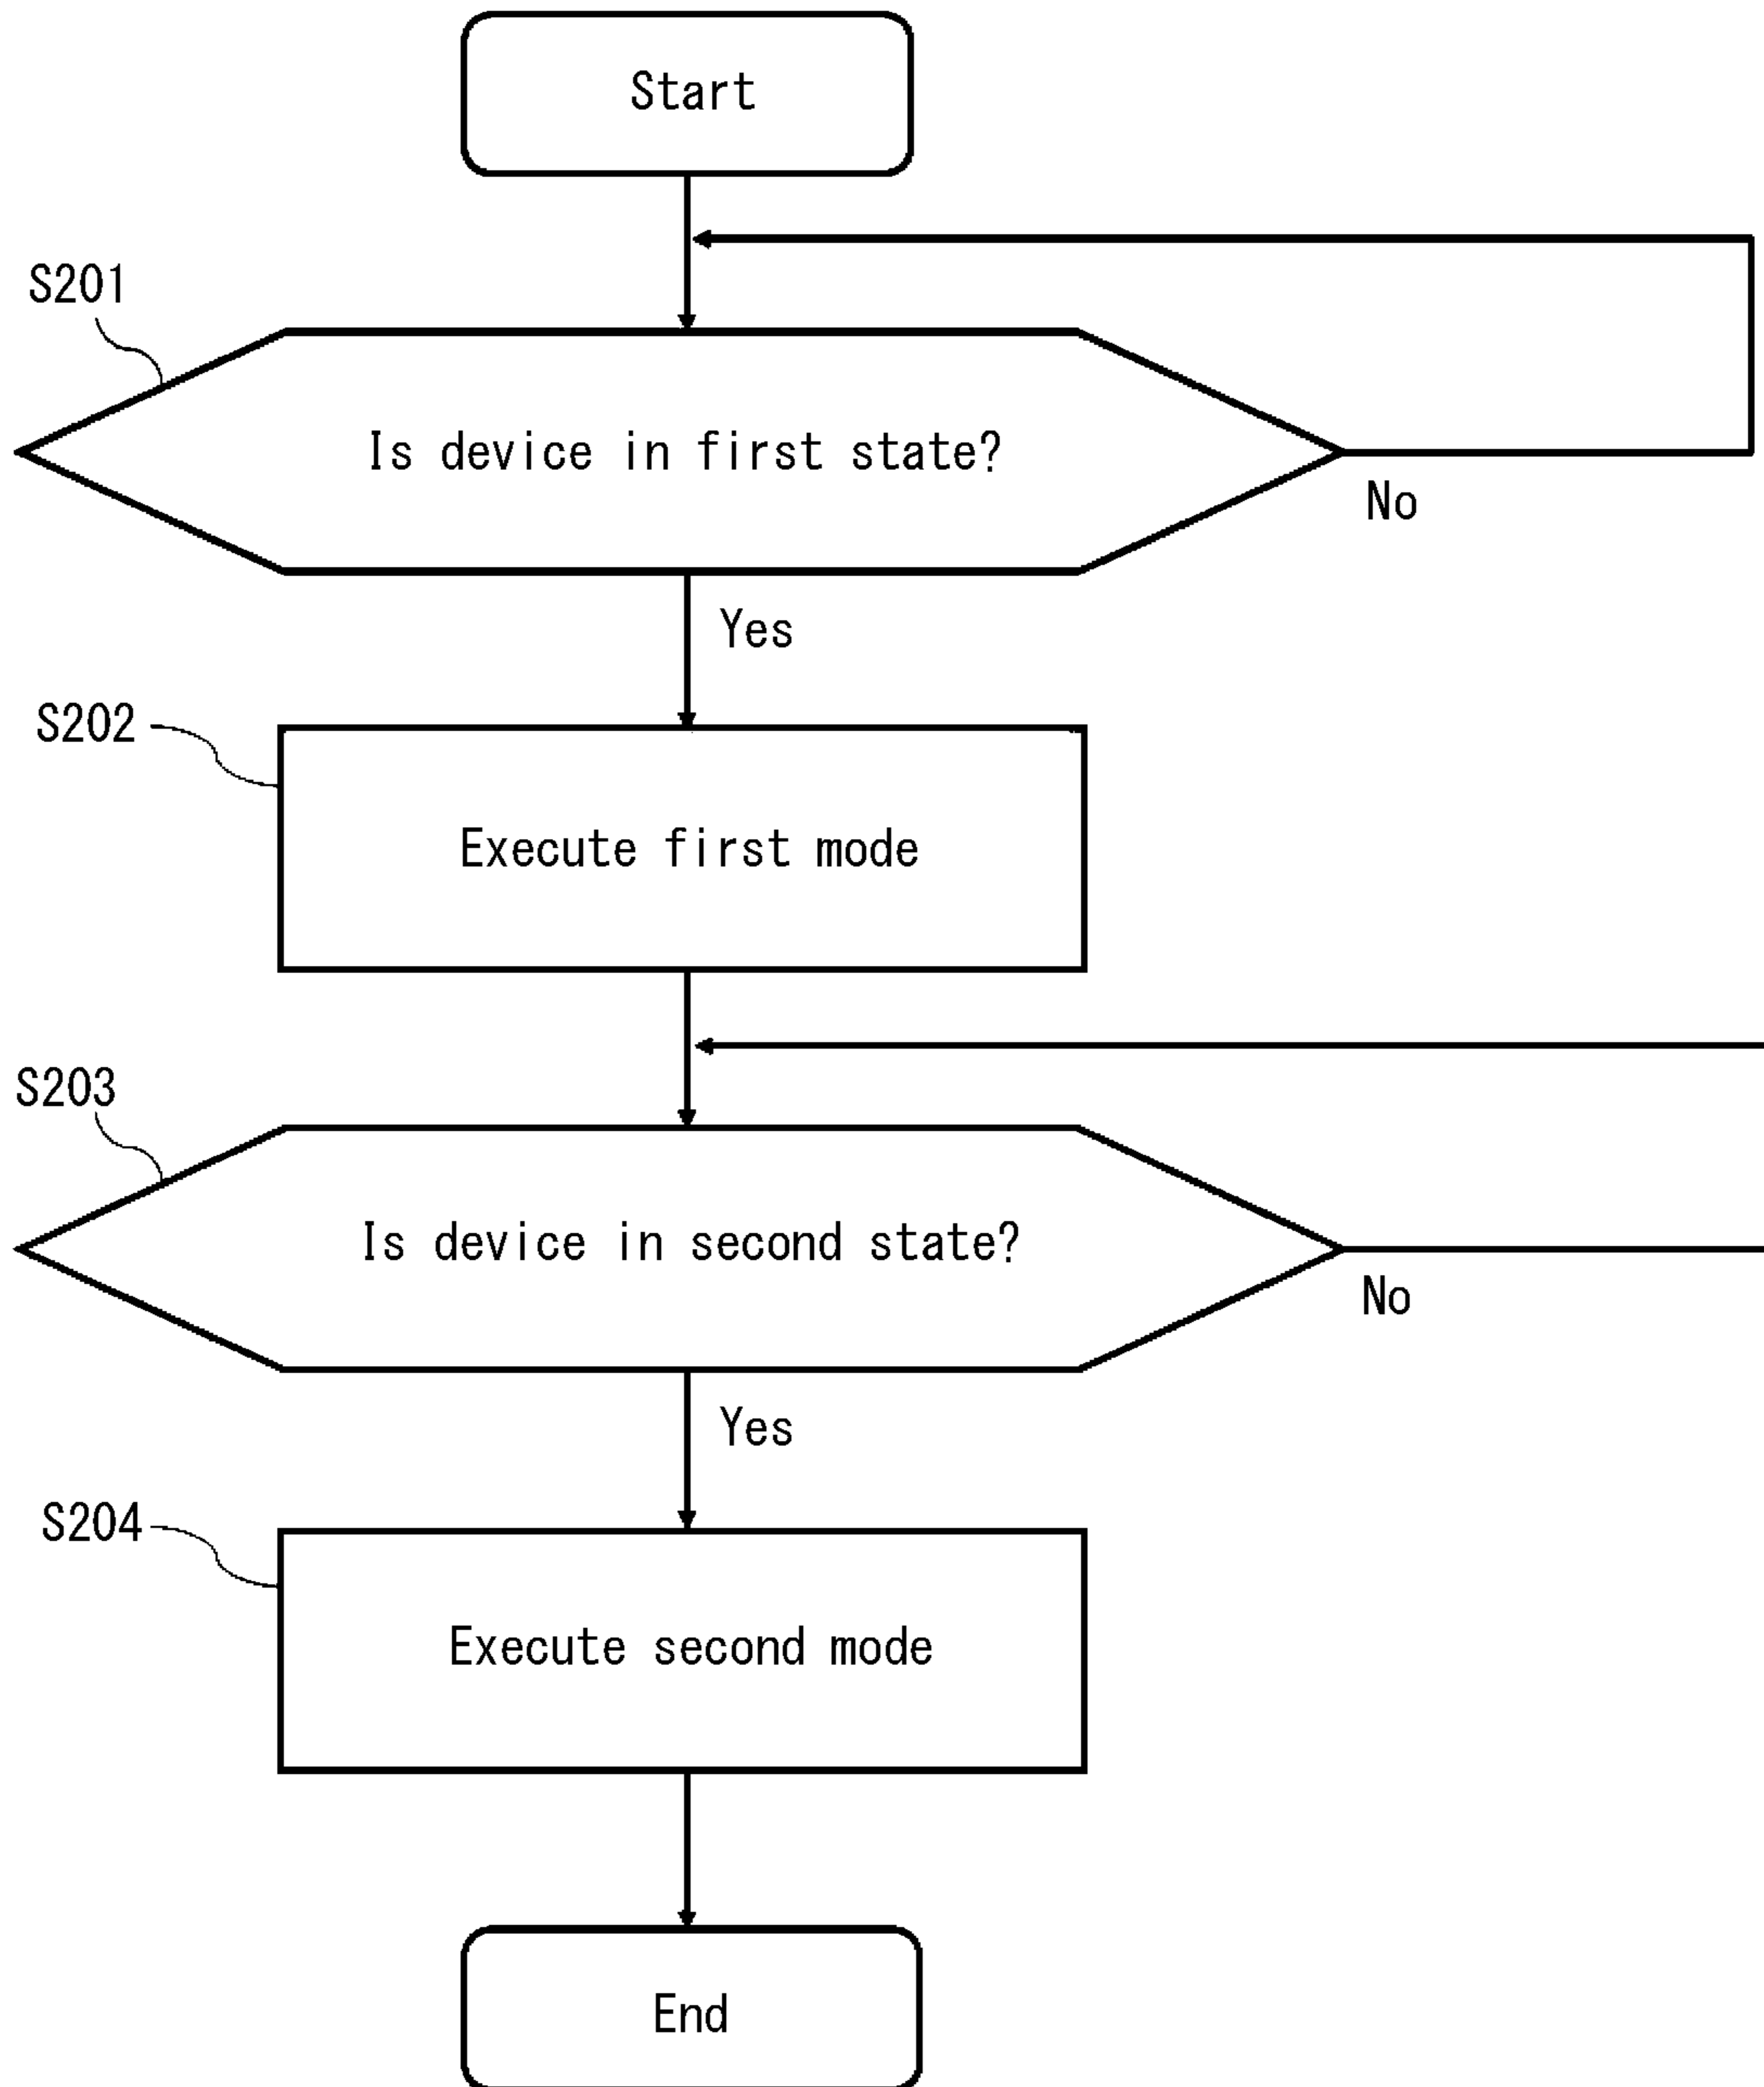 Start
S201
Is device in first state?
No
Yes
S202
Execute first mode
S203
Is device in second state?
No
Yes
S204
Execute second mode
End